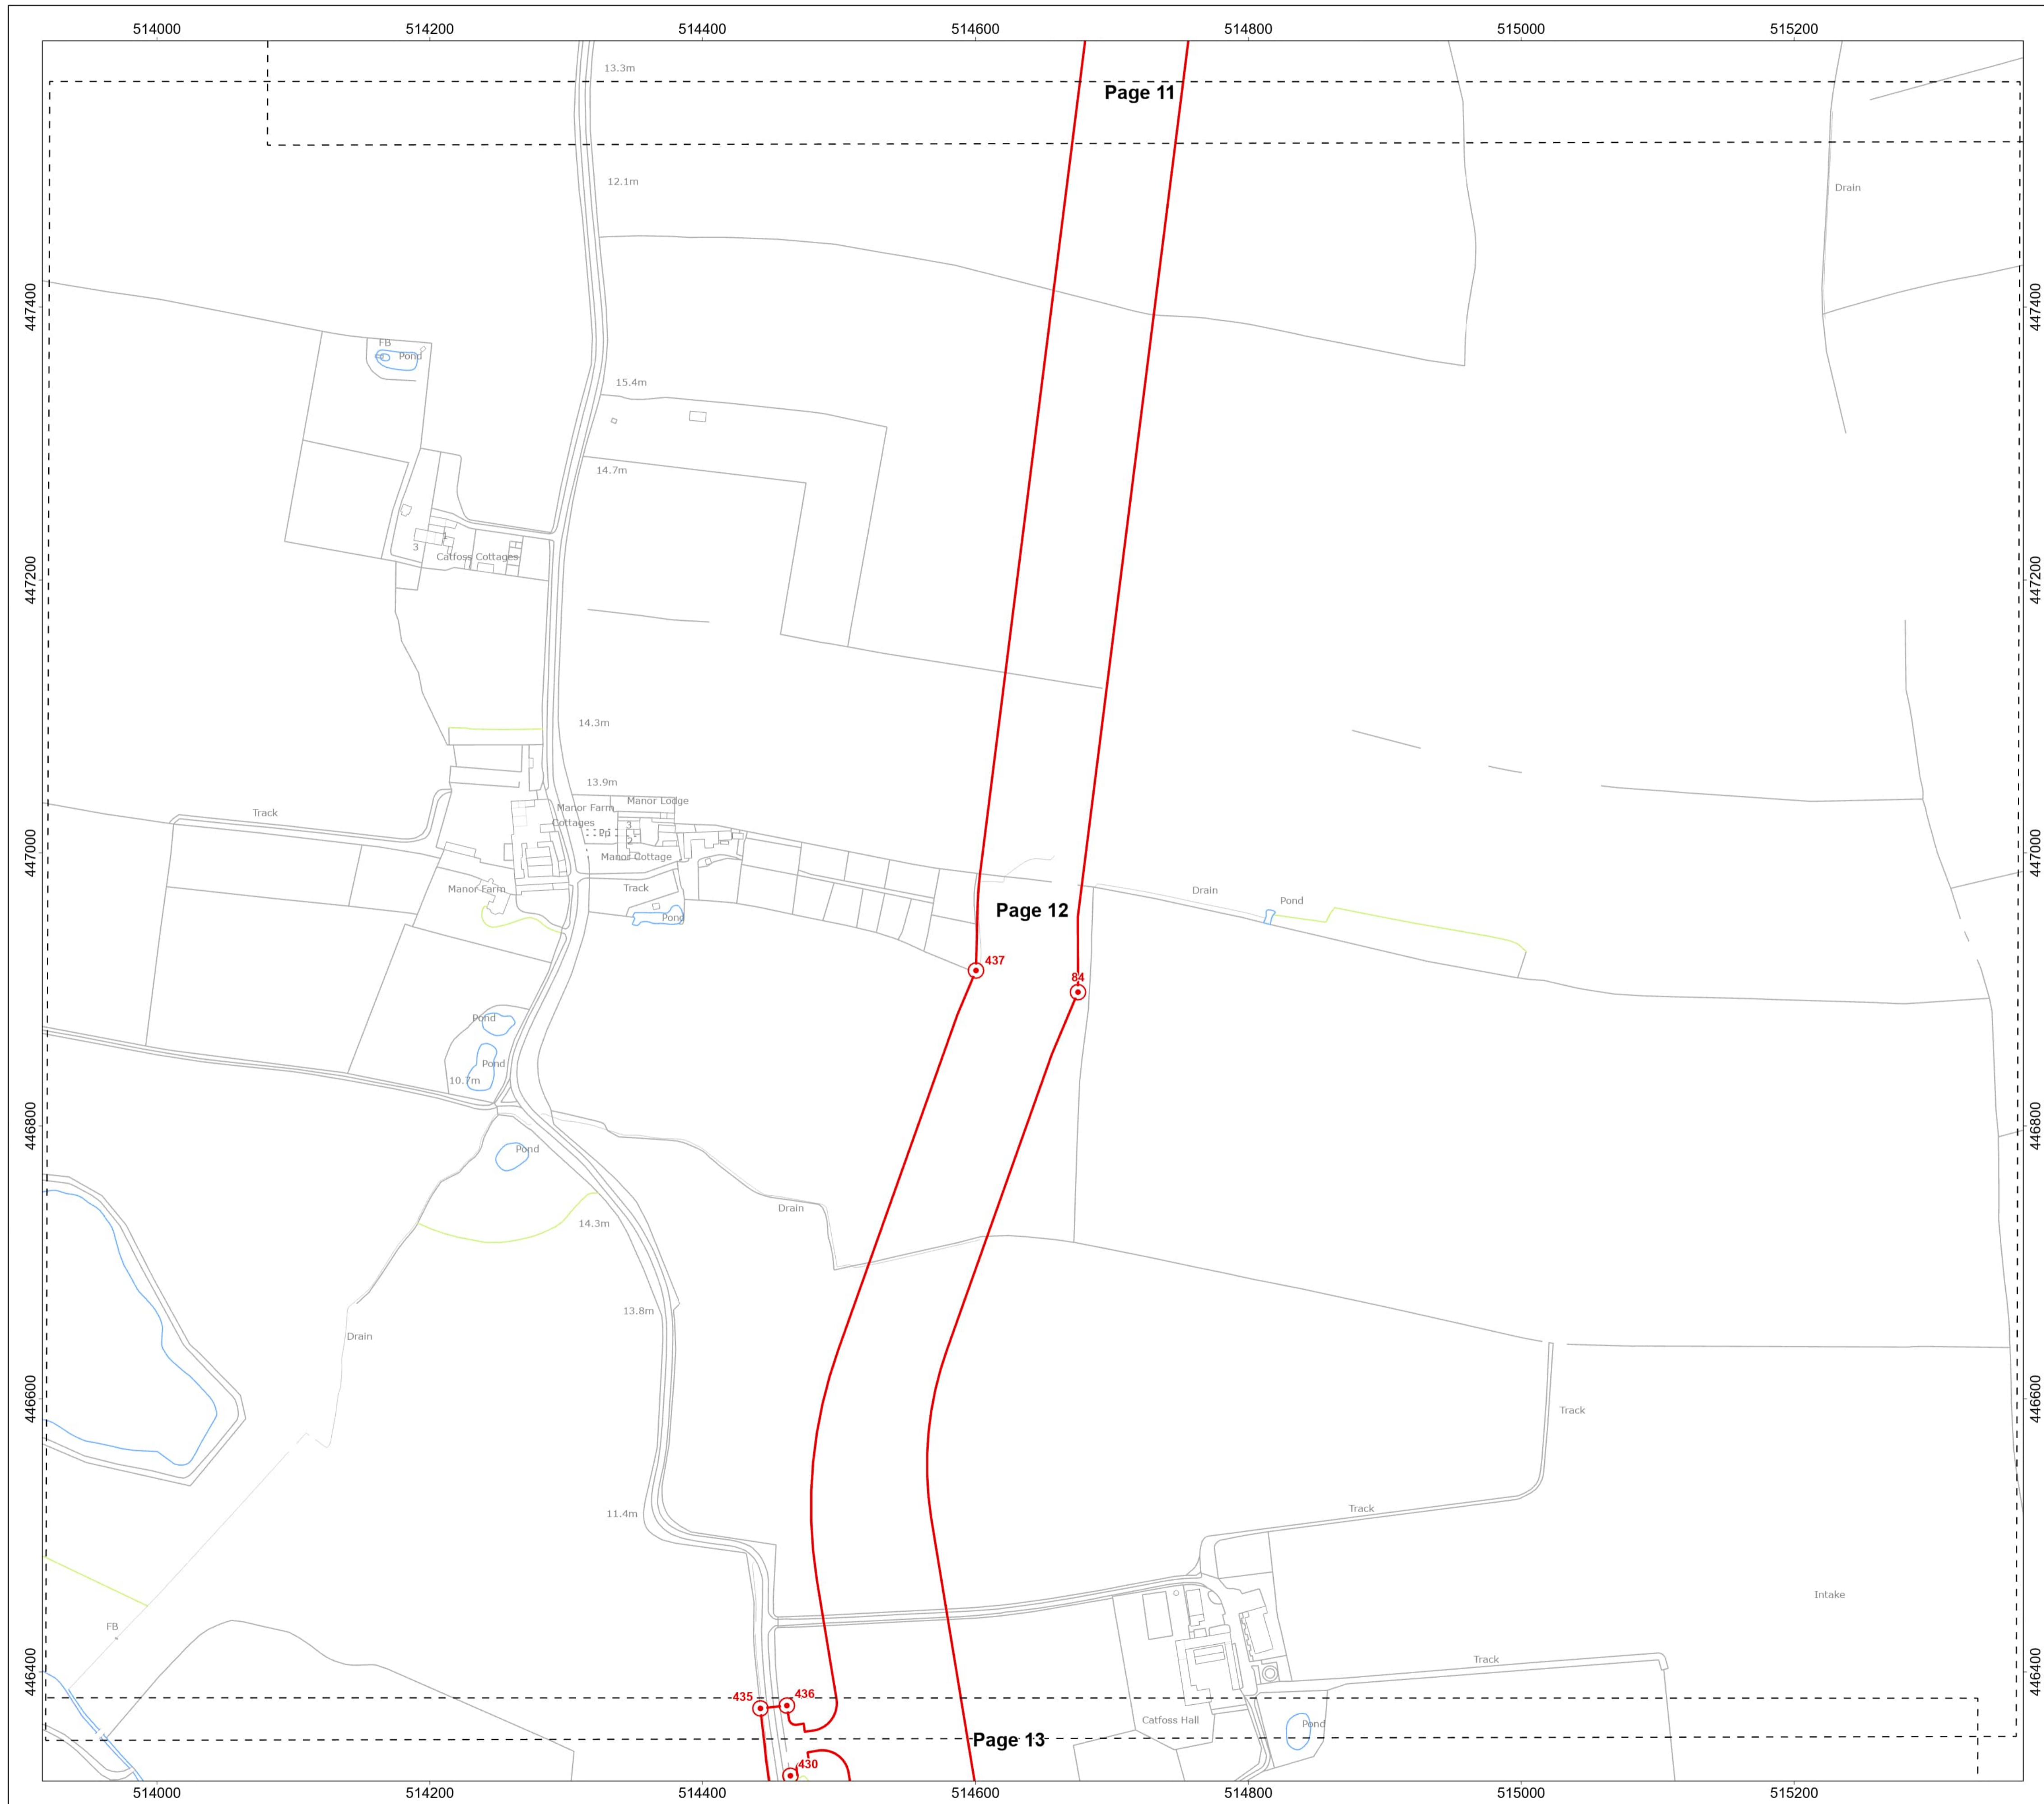 514000
514200
514400
514600
514800
515000
515200
13.3m
Page 11
12.1m
Drain
447400
447400
FB
Pond
15.4m
14.7m
1
3
Catfoss Cottages
447200
447200
14.3m
13.9m
Manor Lodge
Manor Farm
Cottages
Track
3
2
Manor Cottage
447000
447000
Manor Farm
Track
Drain
Pond
Pond
Page 12
437
84
Pond
Pond
10.7m
446800
446800
Pond
Drain
14.3m
13.8m
Drain
446600
446600
Track
Track
11.4m
Intake
FB
Track
446400
446400
435
436
Catfoss Hall
Pond
Page 13
430
514000
514200
514400
514600
514800
515000
515200